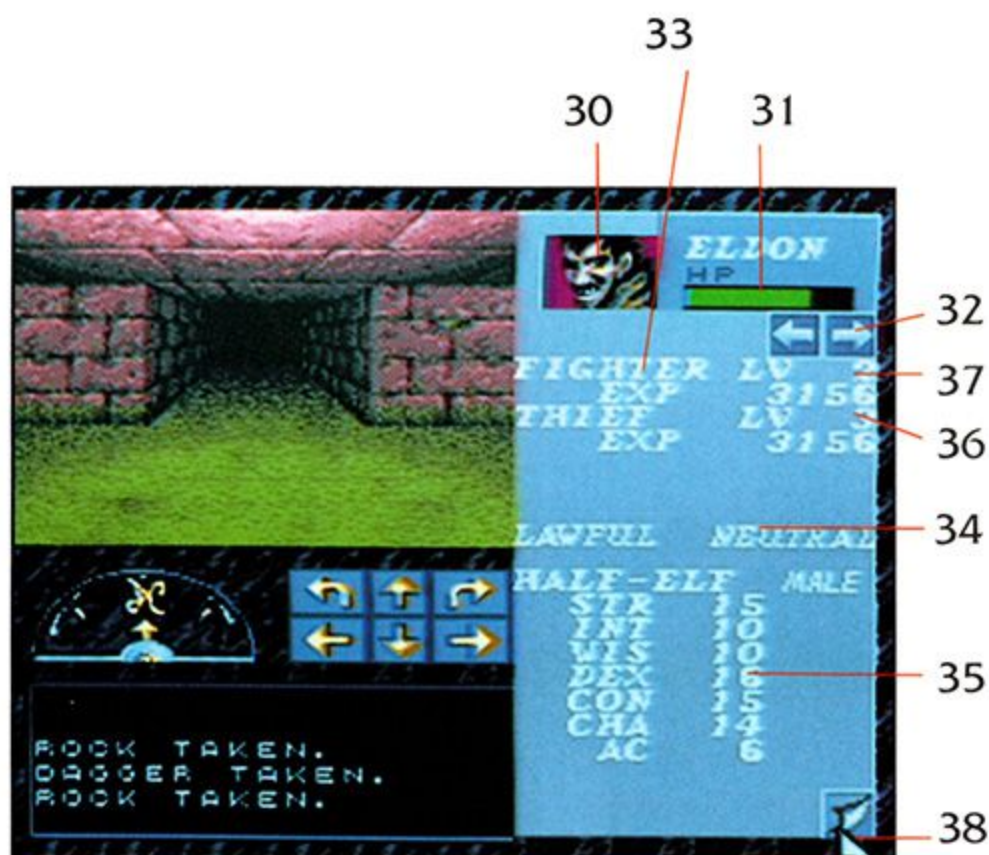 33
30 31
ELDON
HP
32
FIGHTER LV
37
EXP 3156
THIEF LV
36
EXP 3156
LAWFUL NEUTRAL
34
HALF-ELF MALE
STR 15
INT 10
WIS 10
DEX 16
35
CON 15
CHA 14
AC 6
38
N
ROCK TAKEN.
DAGGER TAKEN.
ROCK TAKEN.